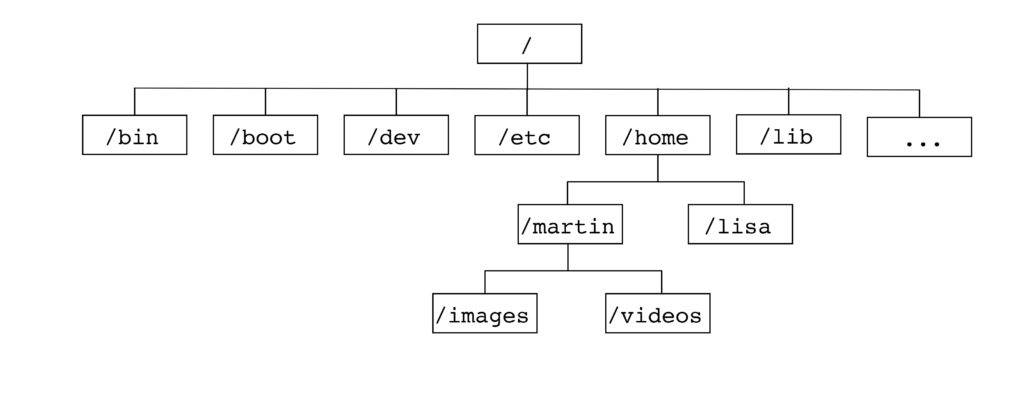 /
/bin
/boot
/dev
/etc
/home
/lib
...
/martin
/lisa
/images
/videos